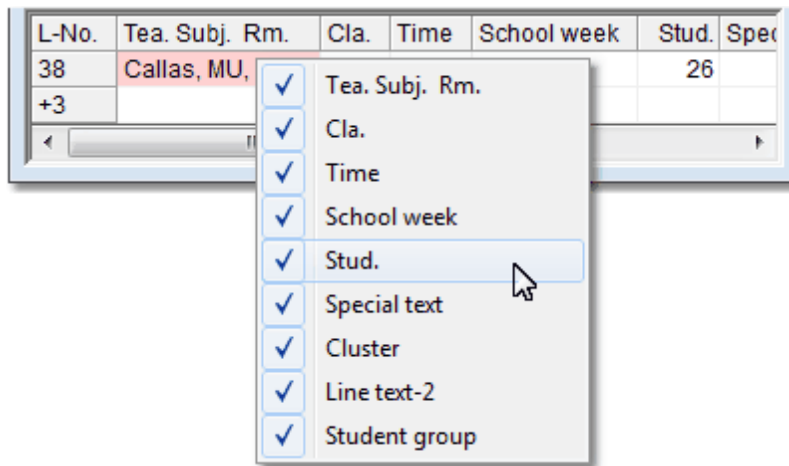 L-No. Tea. Subj. Rm. Cla. Time School week Stud. Spec
38 Callas, MU, 26
+3
Tea. Subj. Rm.
Cla.
Time
School week
Stud.
Special text
Cluster
Line text-2
Student group